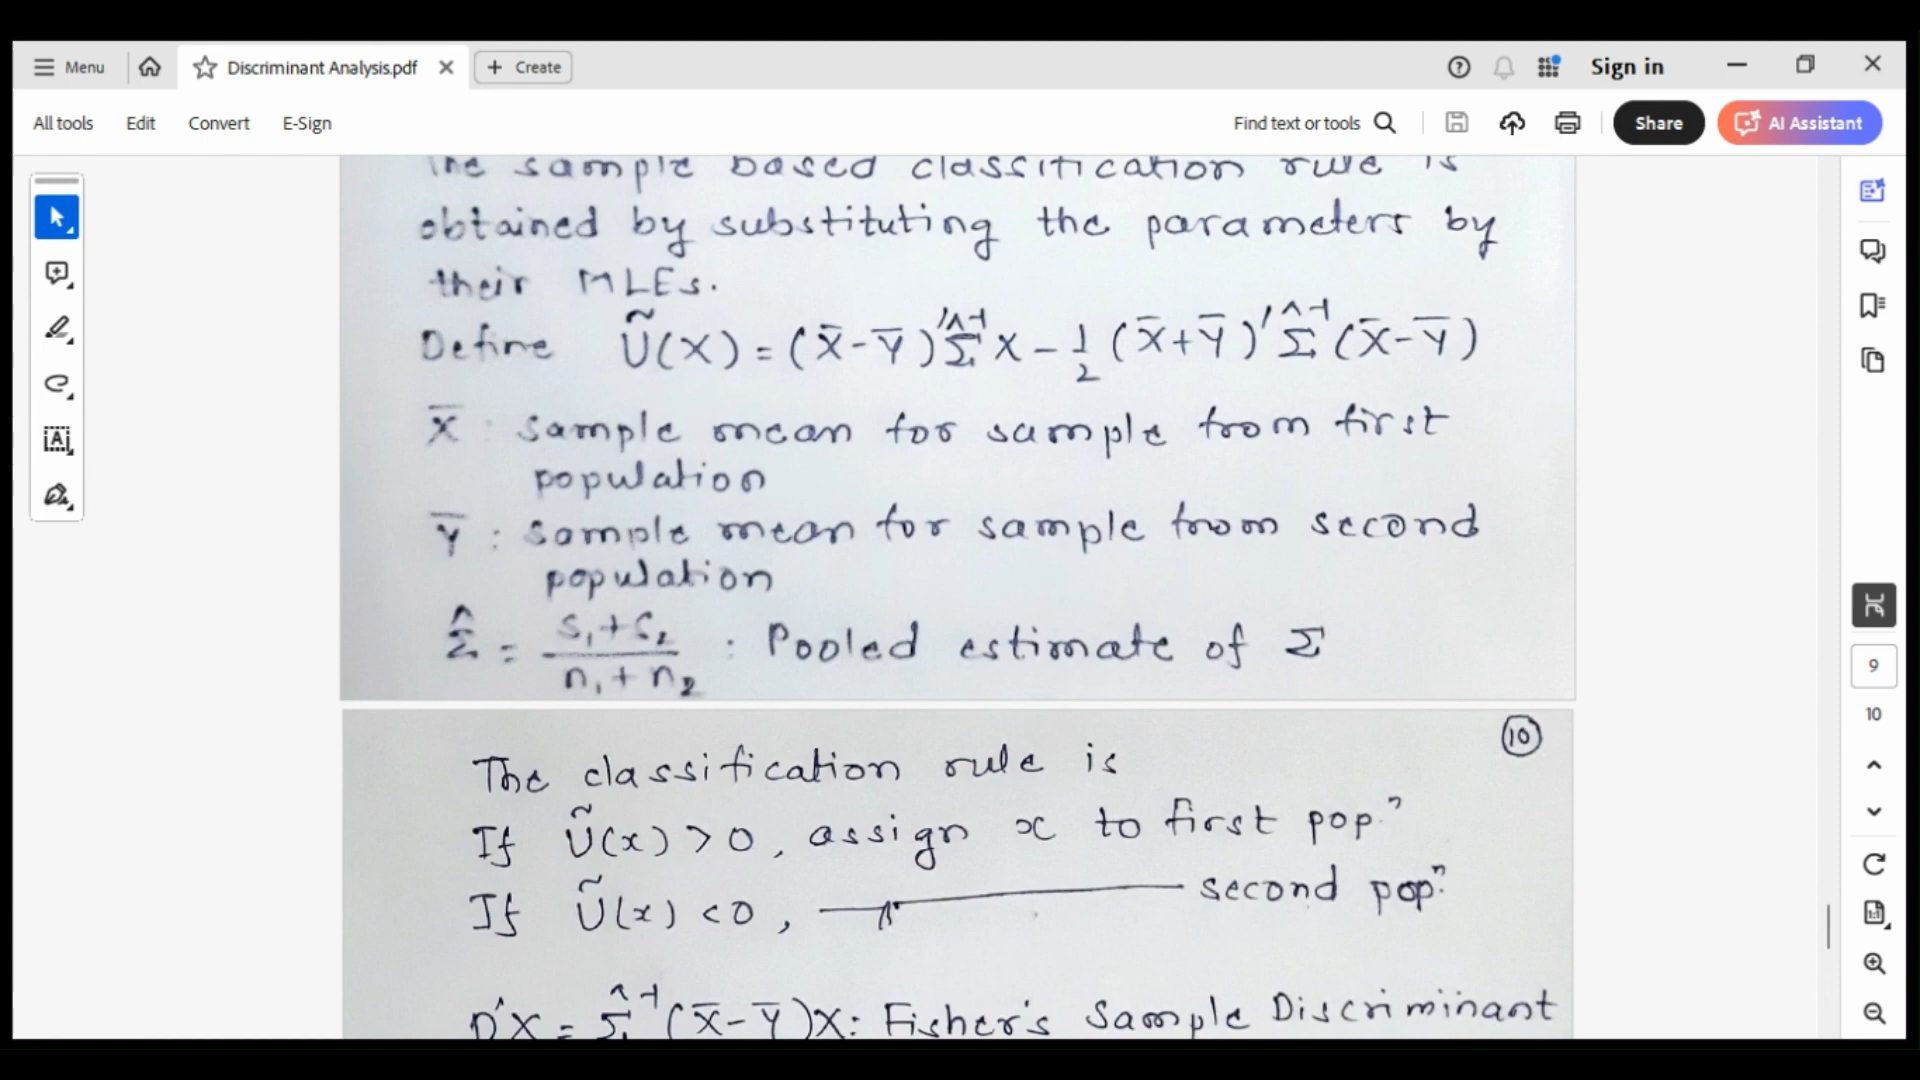 Menu
Discriminant Analysis.pdf
Create
Sign in
All tools
Edit
Convert
E-Sign
Find text or tools
Share
AI Assistant
The sample based classification rule is
obtained by substituting the parameters by
their MLEs.
Define Ũ(X) = (X̄-Ȳ)'Σ̂⁻¹X - 1/2 (X̄+Ȳ)'Σ̂⁻¹(X̄-Ȳ)
X̄ : sample mean for sample from first
population
Ȳ : sample mean for sample from second
population
Σ̂ = (S₁+S₂)/(n₁+n₂) : Pooled estimate of Σ
10
The classification rule is
If Ũ(x) > 0, assign x to first popⁿ
If Ũ(x) < 0, —"— second popⁿ
D'X = Σ̂⁻¹(X̄-Ȳ)X: Fisher's Sample Discriminant
9
10